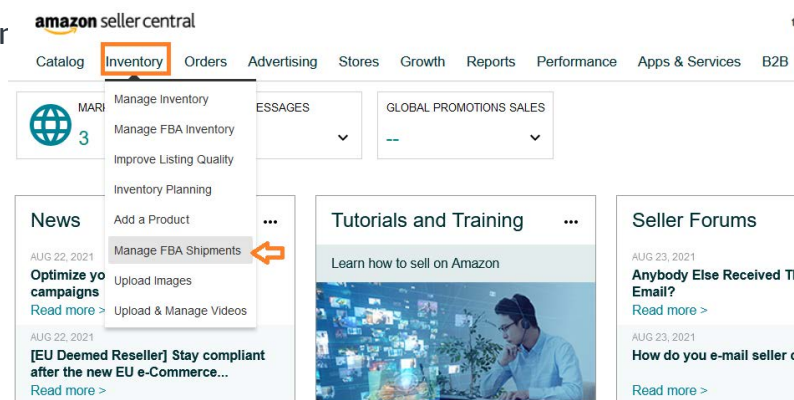 amazon seller central
Catalog Inventory Orders Advertising Stores Growth Reports Performance Apps & Services B2B
3
GLOBAL PROMOTIONS SALES
--
Manage Inventory
Manage FBA Inventory
Improve Listing Quality
Inventory Planning
Add a Product
Manage FBA Shipments
Upload Images
Upload & Manage Videos
News
...
AUG 22, 2021
Optimize yo
campaigns
Read more >
AUG 22, 2021
[EU Deemed Reseller] Stay compliant
after the new EU e-Commerce...
Read more >
Tutorials and Training
...
Learn how to sell on Amazon
Seller Forums
AUG 23, 2021
Anybody Else Received
Email?
Read more >
AUG 23, 2021
How do you e-mail seller
Read more >